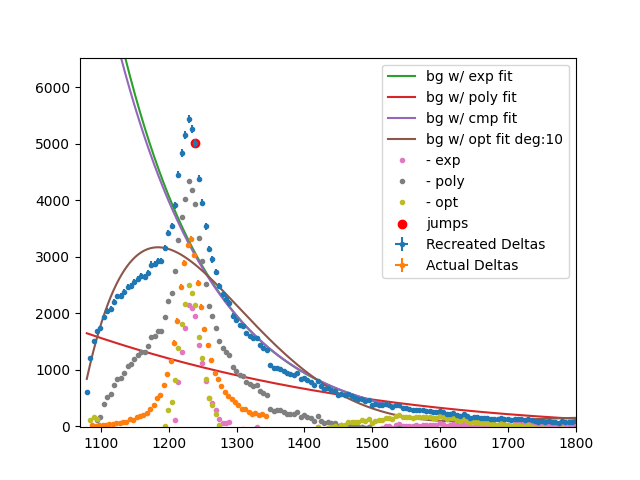 bg w/ exp fit
bg w/ poly fit
bg w/ cmp fit
bg w/ opt fit deg:10
- exp
- poly
- opt
jumps
Recreated Deltas
Actual Deltas
6000
5000
4000
3000
2000
1000
0
1100 1200 1300 1400 1500 1600 1700 1800